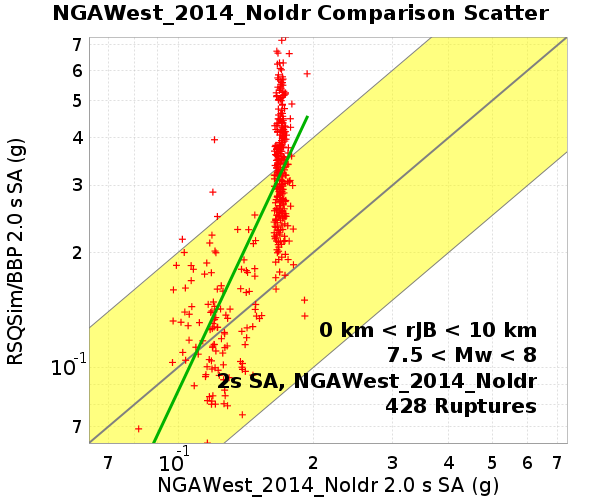 NGAWest_2014_NoIdr Comparison Scatter
RSQSim/BBP 2.0 s SA (g)
7
6
5
4
3
2
10⁻¹
7
0 km < rJB < 10 km
7.5 < Mw < 8
2s SA, NGAWest_2014_NoIdr
428 Ruptures
7 10⁻¹ 2 3 4 5 6 7
NGAWest_2014_NoIdr 2.0 s SA (g)